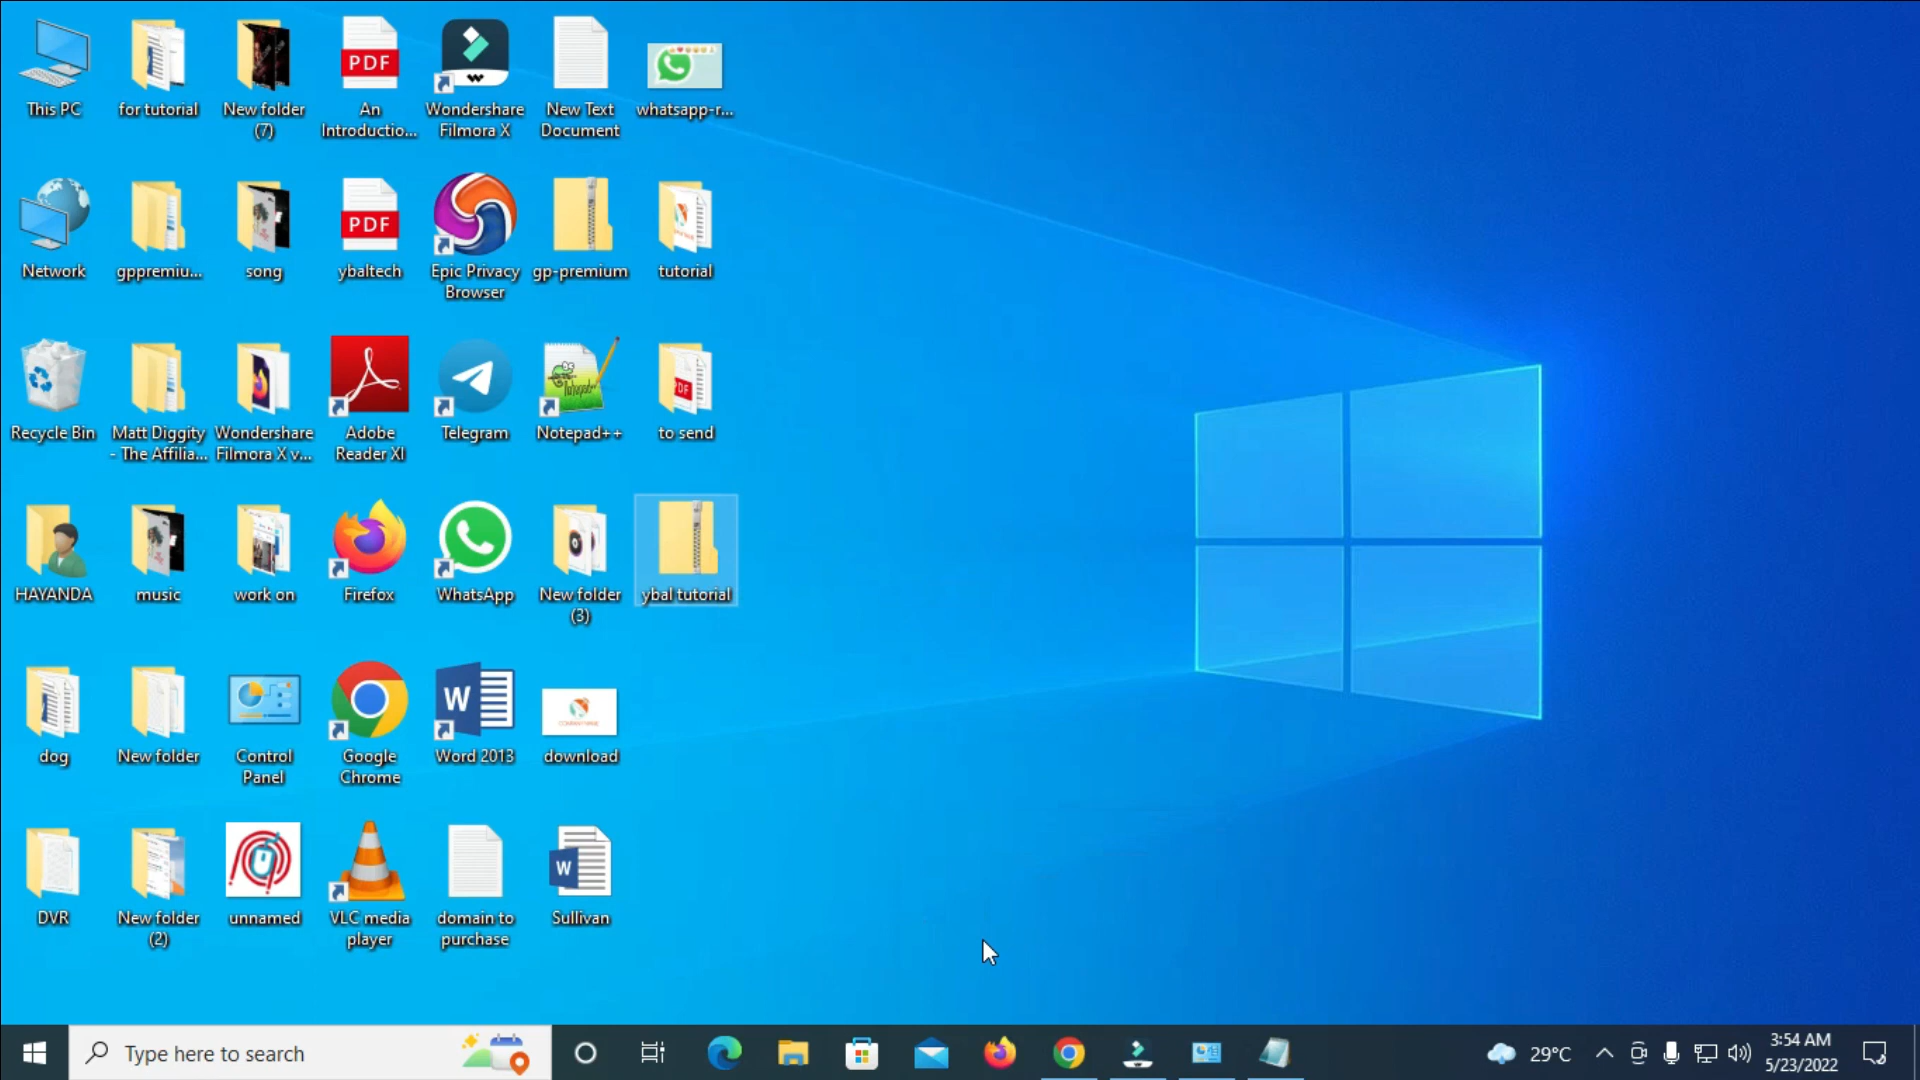 This PC
for tutorial
New folder
(7)
An
Introductio...
Wondershare
Filmora X
New Text
Document
whatsapp-r...
PDF
Network
gppremiu...
song
ybaltech
Epic Privacy
Browser
gp-premium
tutorial
PDF
Recycle Bin
Matt Diggity
- The Affilia...
Wondershare
Filmora X v...
Adobe
Reader XI
Telegram
Notepad++
to send
PDF
HAYANDA
music
work on
Firefox
WhatsApp
New folder
(3)
ybal tutorial
dog
New folder
Control
Panel
Google
Chrome
Word 2013
download
W
DVR
New folder
(2)
unnamed
VLC media
player
domain to
purchase
Sullivan
W
Type here to search
29°C
3:54 AM
5/23/2022